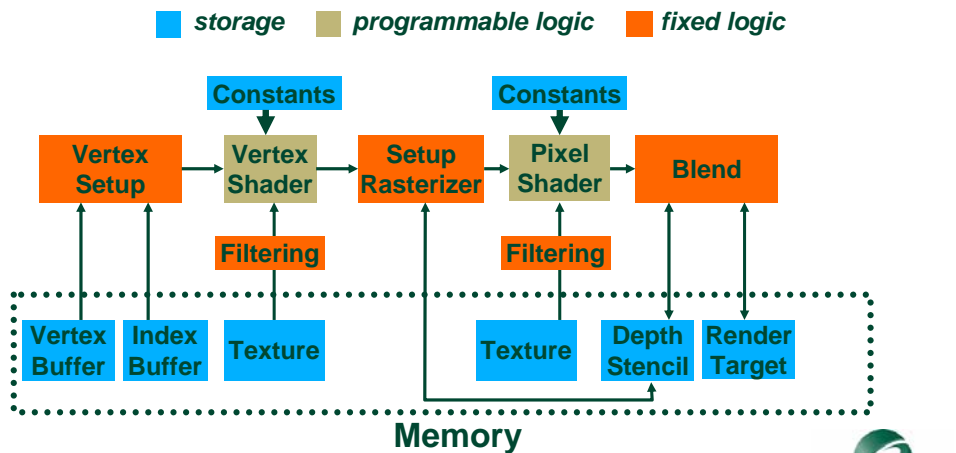 storage programmable logic fixed logic
Constants Constants
Vertex Setup
Vertex Shader
Setup Rasterizer
Pixel Shader
Blend
Filtering Filtering
Vertex Buffer
Index Buffer
Texture
Texture
Depth Stencil
Render Target
Memory